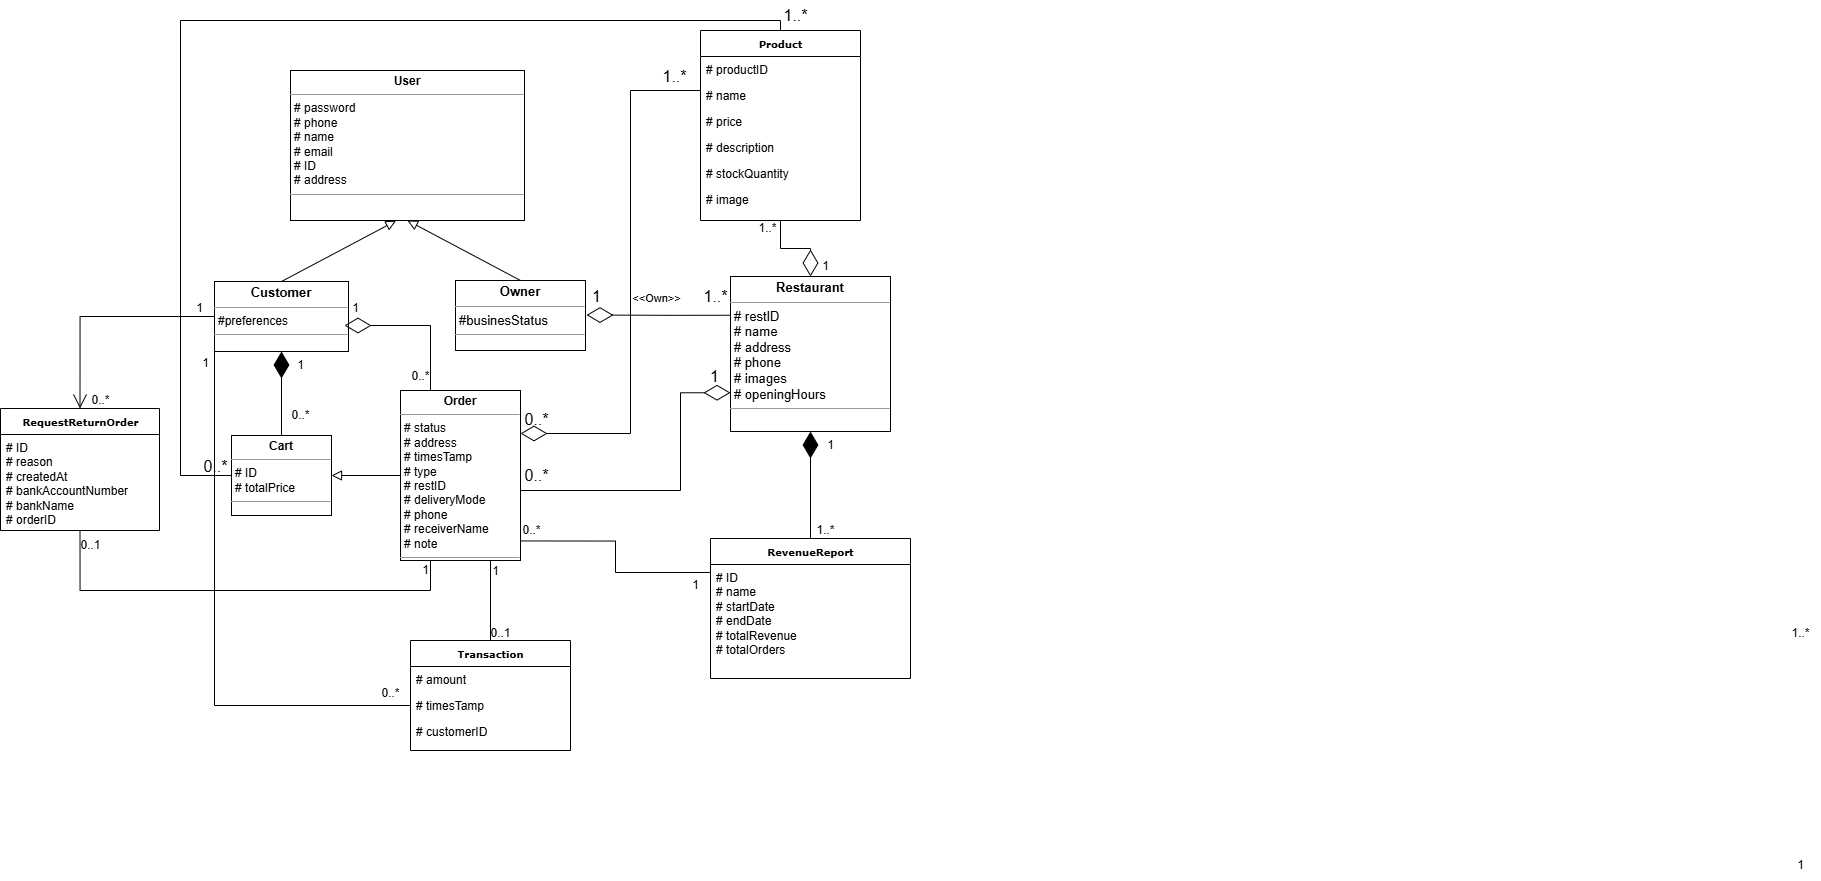 1..*
Product
# productID
# name
# price
# description
# stockQuantity
# image
1..*
User
# password
# phone
# name
# email
# ID
# address
1..*
1
Customer
#preferences
1
1
1
1
0..*
Owner
#businesStatus
1
<<Own>>
1..*
Restaurant
# restID
# name
# address
# phone
# images
# openingHours
1
1
0..*
RequestReturnOrder
# ID
# reason
# createdAt
# bankAccountNumber
# bankName
# orderID
0..1
0..*
0..*
Cart
# ID
# totalPrice
Order
# status
# address
# timesTamp
# type
# restID
# deliveryMode
# phone
# receiverName
# note
0..*
0..*
0..*
1
1
1..*
RevenueReport
# ID
# name
# startDate
# endDate
# totalRevenue
# totalOrders
1
0..1
Transaction
# amount
# timesTamp
# customerID
0..*
1..*
1